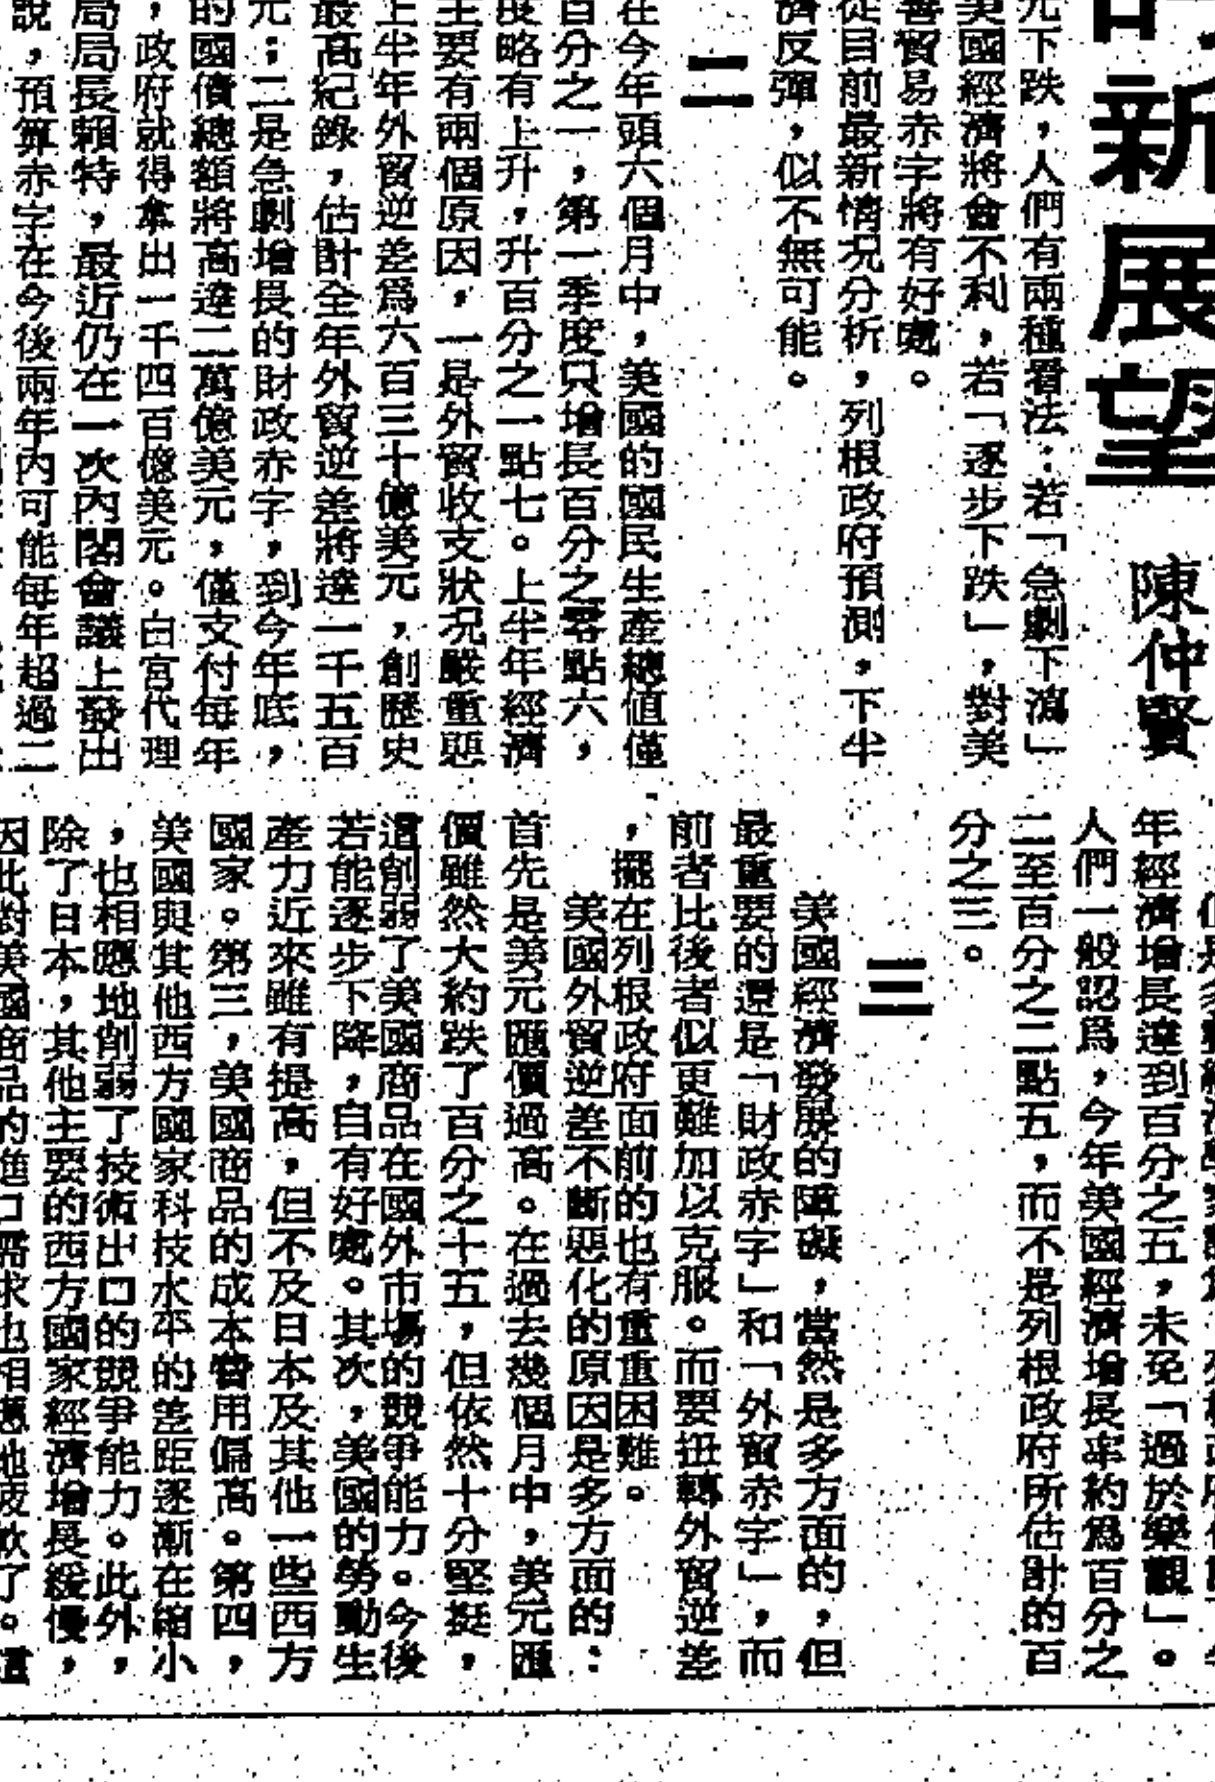 新展望
陳仲賢
元下跌，人們有兩種看法：若「急劇下瀉」
美國經濟將會不利，若「逐步下跌」，對美
善貿易赤字將有好處。
從目前最新情況分析，列根政府預測，下半
濟反彈，似不無可能。
二
在今年頭六個月中，美國的國民生產總值僅
百分之一，第一季度只增長百分之零點六，
度略有上升，升百分之一點七。上半年經濟
主要有兩個原因，一是外貿收支狀況嚴重惡
上半年外貿逆差爲六百三十億美元，創歷史
最高紀錄，估計全年外貿逆差將達一千五百
元；二是急劇增長的財政赤字，到今年底，
的國債總額將高達二萬億美元，僅支付每年
，政府就得拿出一千四百億美元。白宮代理
局局長賴特，最近仍在一次內閣會議上發出
說，預算赤字在今後兩年內可能每年超過二
年經濟增長達到百分之五，未免「過於樂觀」。
人們一般認爲，今年美國經濟增長率約爲百分之
二至百分之二點五，而不是列根政府所估計的百
分之三。
三
美國經濟發展的障礙，當然是多方面的，但
最重要的還是「財政赤字」和「外貿赤字」，而
前者比後者似更難加以克服。而要扭轉外貿逆差
，擺在列根政府面前的也有重重困難。
美國外貿逆差不斷惡化的原因是多方面的：
首先是美元匯價過高。在過去幾個月中，美元匯
價雖然大約跌了百分之十五，但依然十分堅挺，
這削弱了美國商品在國外市場的競爭能力。今後
若能逐步下降，自有好處。其次，美國的勞動生
產力近來雖有提高，但不及日本及其他一些西方
國家。第三，美國商品的成本費用偏高。第四，
美國與其他西方國家科技水平的差距逐漸在縮小
，也相應地削弱了技術出口的競爭能力。此外，
除了日本，其他主要的西方國家經濟增長緩慢，
因此對美國商品的進口需求也相應地疲軟了。這